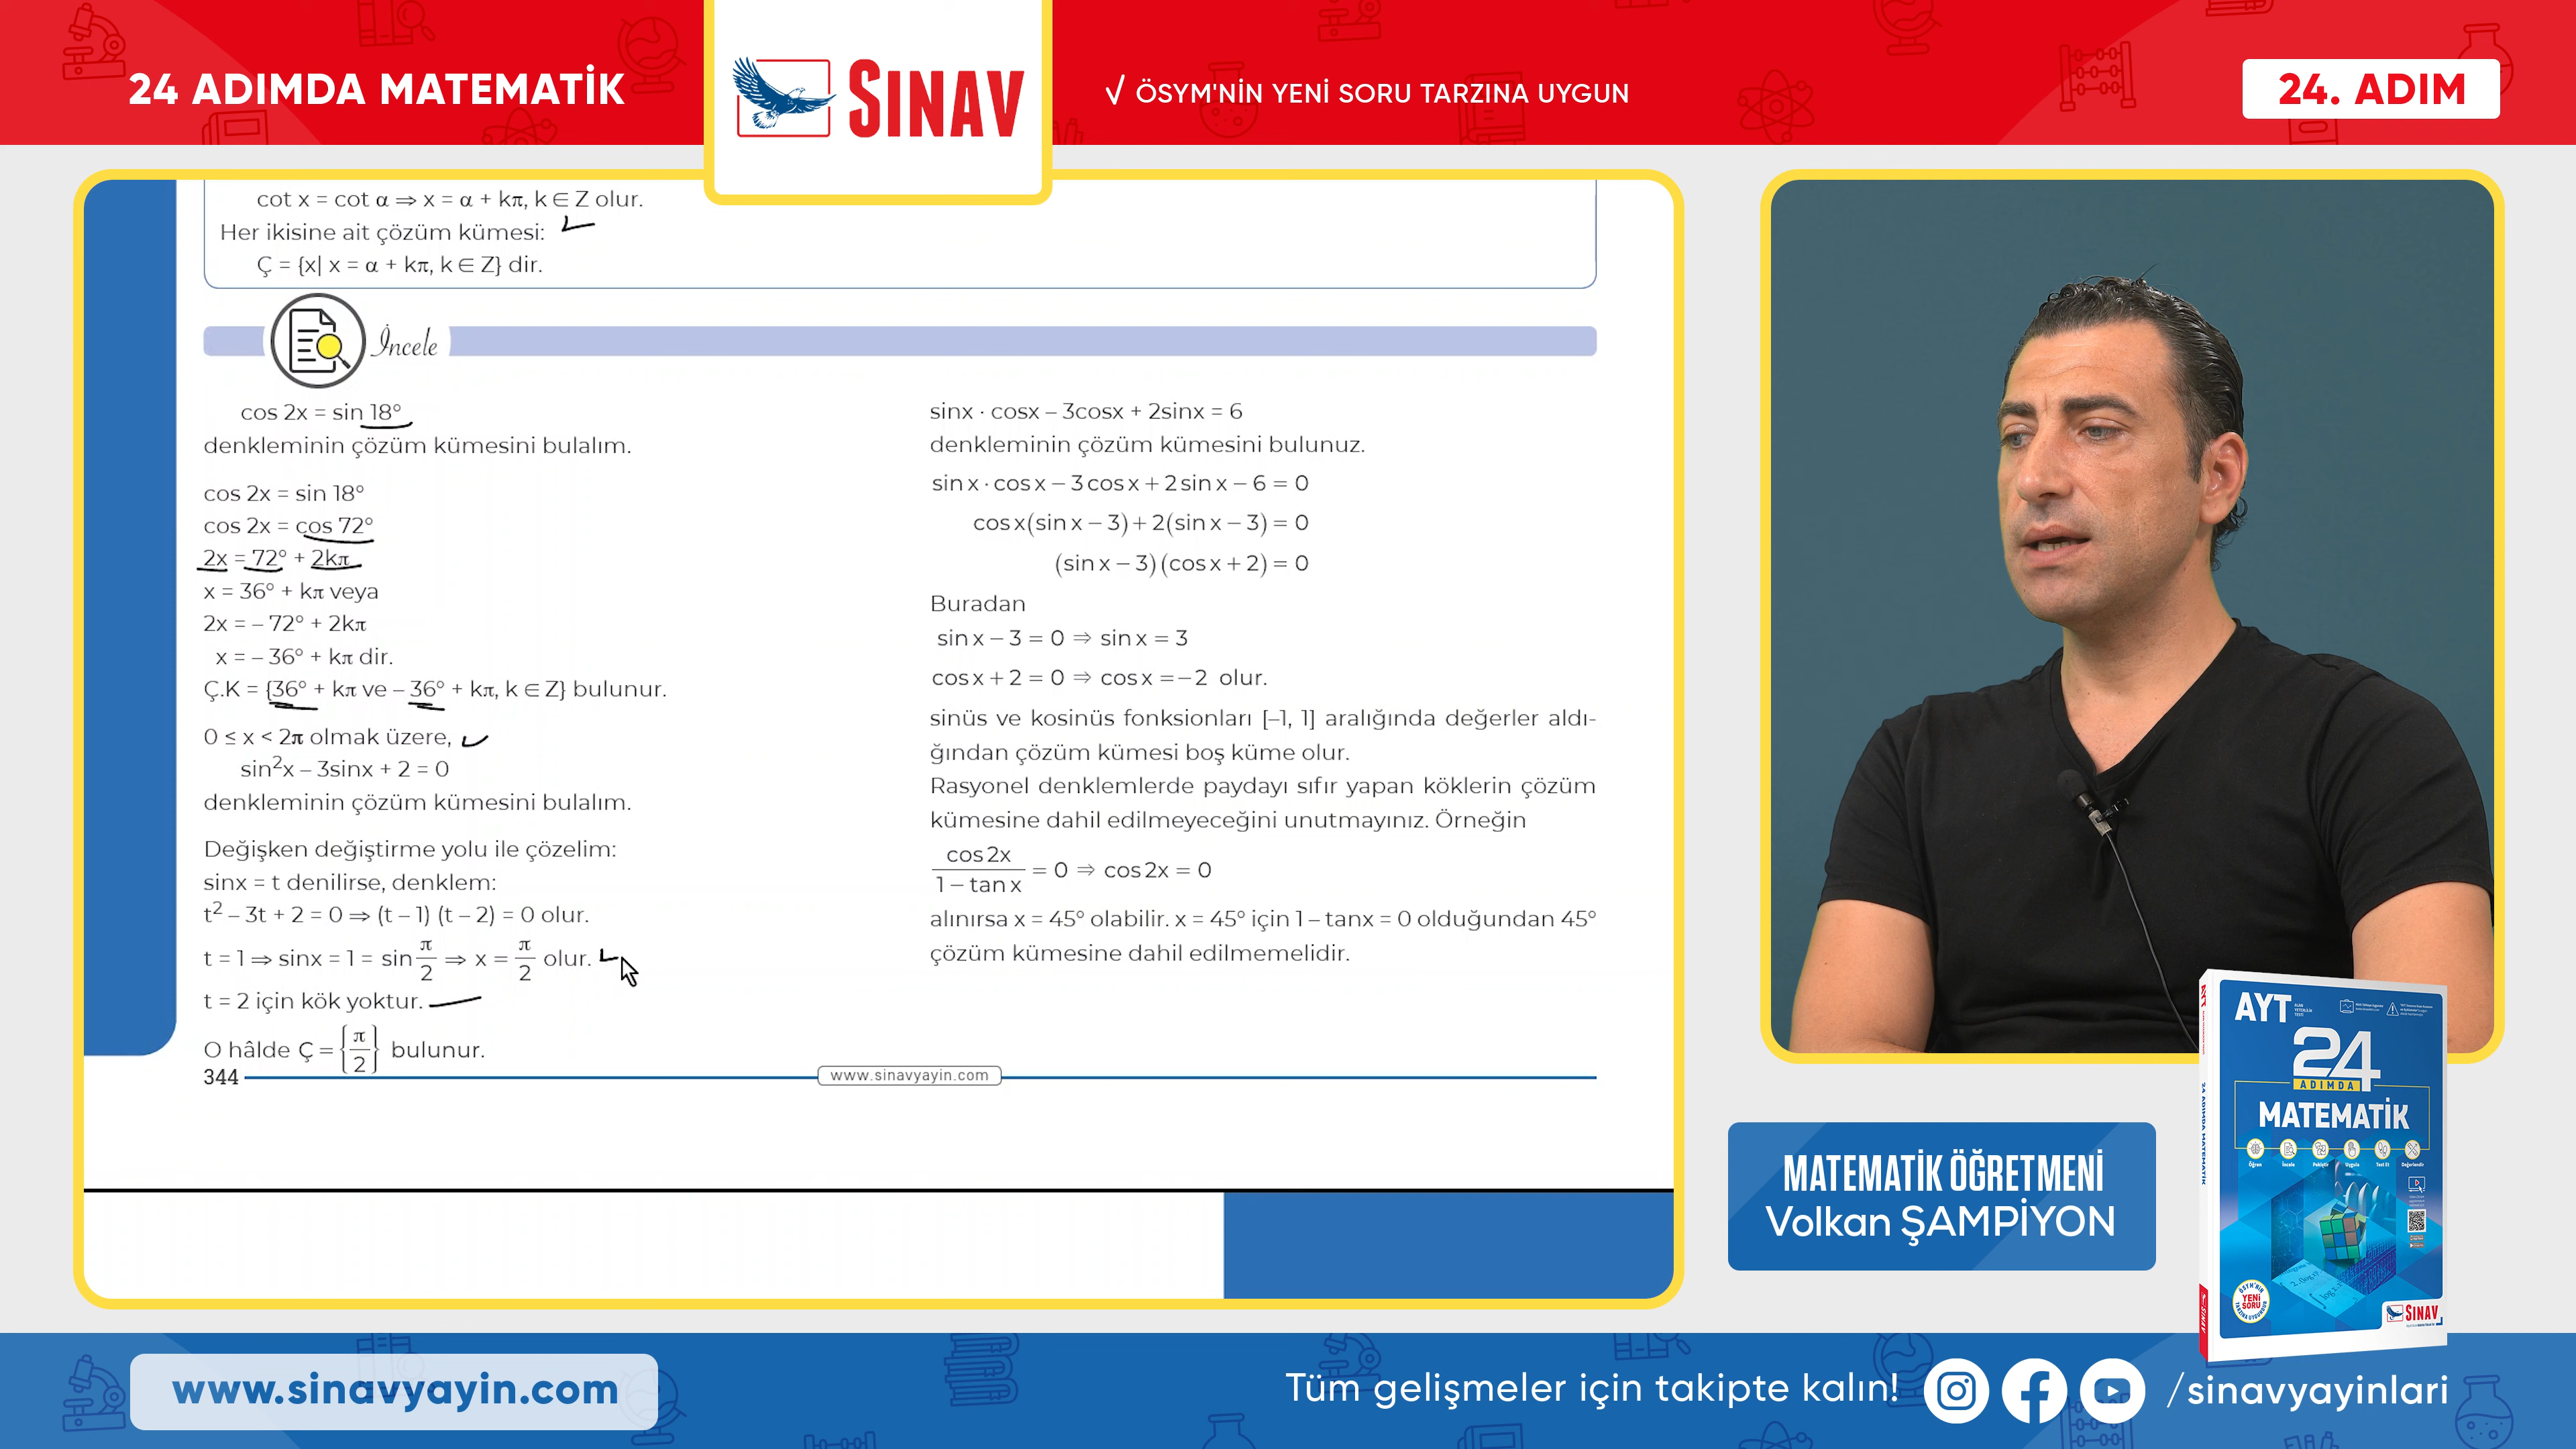 24 ADIMDA MATEMATİK
SINAV
√ ÖSYM'NİN YENİ SORU TARZINA UYGUN
24. ADIM
cot x = cot α ⇒ x = α + kπ, k ∈ Z olur.
Her ikisine ait çözüm kümesi:
Ç = {x| x = α + kπ, k ∈ Z} dir.
İncele
cos 2x = sin 18°
denkleminin çözüm kümesini bulalım.
cos 2x = sin 18°
cos 2x = cos 72°
2x = 72° + 2kπ
x = 36° + kπ veya
2x = – 72° + 2kπ
x = – 36° + kπ dir.
Ç.K = {36° + kπ ve – 36° + kπ, k ∈ Z} bulunur.
0 ≤ x < 2π olmak üzere,
sin²x – 3sinx + 2 = 0
denkleminin çözüm kümesini bulalım.
Değişken değiştirme yolu ile çözelim:
sinx = t denilirse, denklem:
t² – 3t + 2 = 0 ⇒ (t – 1) (t – 2) = 0 olur.
t = 1 ⇒ sinx = 1 = sin π/2 ⇒ x = π/2 olur.
t = 2 için kök yoktur.
O hâlde Ç = {π/2} bulunur.
344
www.sinavyayin.com
sinx · cosx – 3cosx + 2sinx = 6
denkleminin çözüm kümesini bulunuz.
sin x · cos x – 3 cos x + 2 sin x – 6 = 0
cos x(sin x – 3) + 2(sin x – 3) = 0
(sin x – 3)(cos x + 2) = 0
Buradan
sin x – 3 = 0 ⇒ sin x = 3
cos x + 2 = 0 ⇒ cos x = – 2 olur.
sinüs ve kosinüs fonksionları [–1, 1] aralığında değerler aldı-
ğından çözüm kümesi boş küme olur.
Rasyonel denklemlerde paydayı sıfır yapan köklerin çözüm
kümesine dahil edilmeyeceğini unutmayınız. Örneğin
cos 2x / 1 – tan x = 0 ⇒ cos 2x = 0
alınırsa x = 45° olabilir. x = 45° için 1 – tanx = 0 olduğundan 45°
çözüm kümesine dahil edilmemelidir.
MATEMATİK ÖĞRETMENİ
Volkan ŞAMPİYON
AYT
24
ADIMDA
MATEMATİK
YENİ
SORU
SINAV
www.sinavyayin.com
Tüm gelişmeler için takipte kalın!
/sinavyayinlari